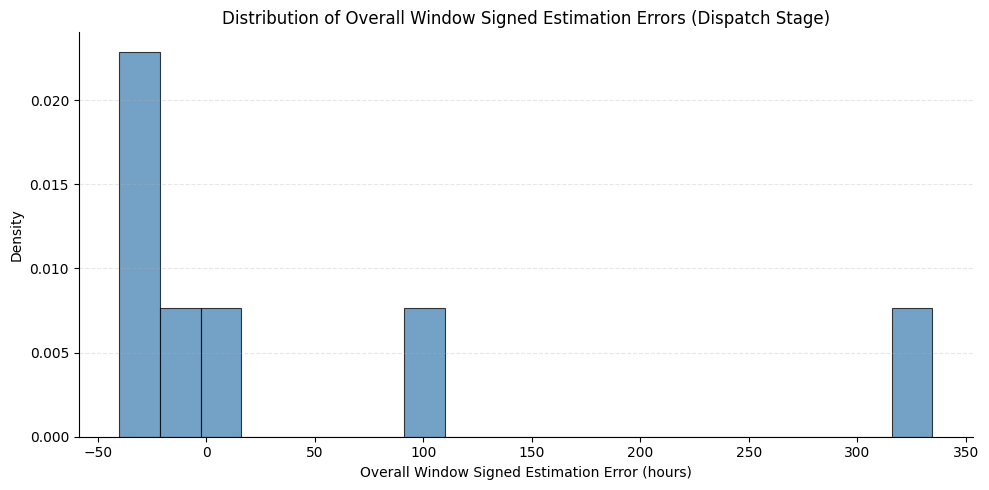 Distribution of Overall Window Signed Estimation Errors (Dispatch Stage)
Density
0.020
0.015
0.010
0.005
0.000
−50 0 50 100 150 200 250 300 350
Overall Window Signed Estimation Error (hours)